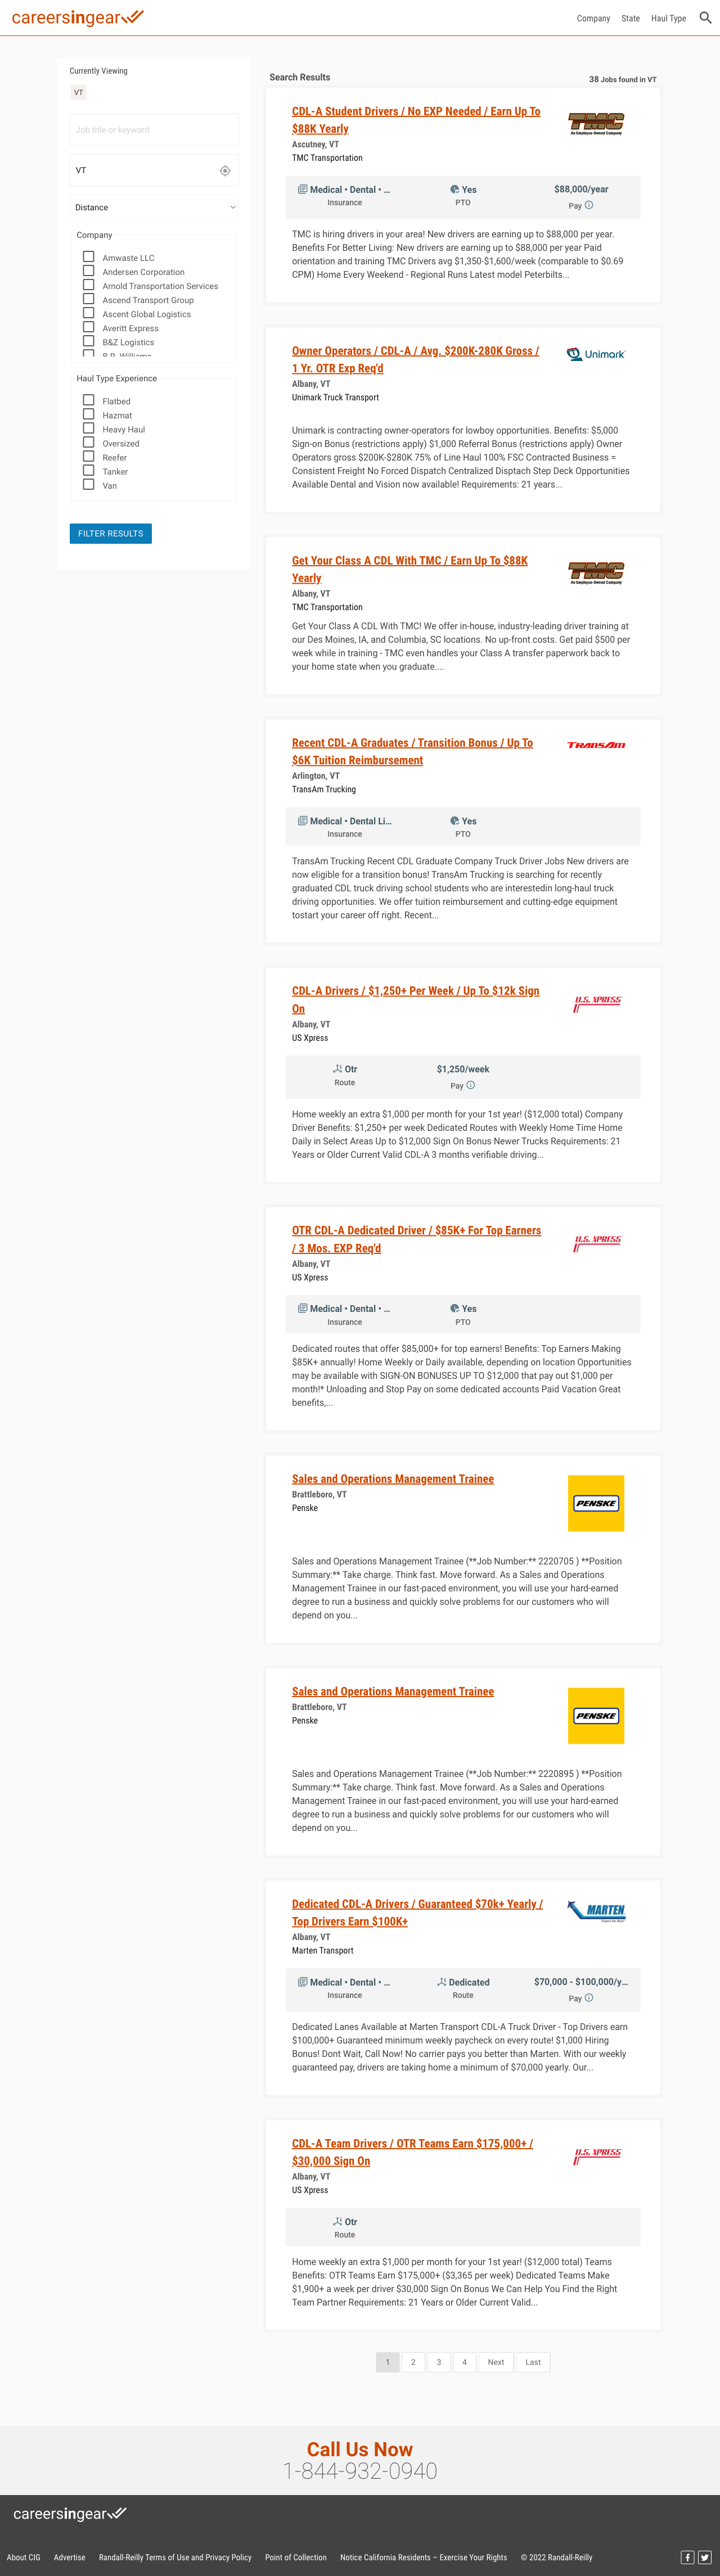 careersingear
Company State Haul Type
Currently Viewing
VT
Job title or keyword
VT
Distance
Company
Amwaste LLC
Andersen Corporation
Arnold Transportation Services
Ascend Transport Group
Ascent Global Logistics
Averitt Express
B&Z Logistics
Haul Type Experience
Flatbed
Hazmat
Heavy Haul
Oversized
Reefer
Tanker
Van
FILTER RESULTS
Search Results
38 Jobs found in VT
CDL-A Student Drivers / No EXP Needed / Earn Up To
$88K Yearly
Ascutney, VT
TMC Transportation
TMC
An Employee-Owned Company
Medical • Dental • ... Yes $88,000/year
Insurance PTO Pay
TMC is hiring drivers in your area! New drivers are earning up to $88,000 per year.
Benefits For Better Living: New drivers are earning up to $88,000 per year Paid
orientation and training TMC Drivers avg $1,350-$1,600/week (comparable to $0.69
CPM) Home Every Weekend - Regional Runs Latest model Peterbilts...
Owner Operators / CDL-A / Avg. $200K-280K Gross /
1 Yr. OTR Exp Req'd
Albany, VT
Unimark Truck Transport
Unimark
Unimark is contracting owner-operators for lowboy opportunities. Benefits: $5,000
Sign-on Bonus (restrictions apply) $1,000 Referral Bonus (restrictions apply) Owner
Operators gross $200K-$280K 75% of Line Haul 100% FSC Contracted Business =
Consistent Freight No Forced Dispatch Centralized Disptach Step Deck Opportunities
Available Dental and Vision now available! Requirements: 21 years...
Get Your Class A CDL With TMC / Earn Up To $88K
Yearly
Albany, VT
TMC Transportation
TMC
An Employee-Owned Company
Get Your Class A CDL With TMC! We offer in-house, industry-leading driver training at
our Des Moines, IA, and Columbia, SC locations. No up-front costs. Get paid $500 per
week while in training - TMC even handles your Class A transfer paperwork back to
your home state when you graduate....
Recent CDL-A Graduates / Transition Bonus / Up To
$6K Tuition Reimbursement
Arlington, VT
TransAm Trucking
TRANSAM
Medical • Dental Li... Yes
Insurance PTO
TransAm Trucking Recent CDL Graduate Company Truck Driver Jobs New drivers are
now eligible for a transition bonus! TransAm Trucking is searching for recently
graduated CDL truck driving school students who are interestedin long-haul truck
driving opportunities. We offer tuition reimbursement and cutting-edge equipment
tostart your career off right. Recent...
CDL-A Drivers / $1,250+ Per Week / Up To $12k Sign
On
Albany, VT
US Xpress
U.S. XPRESS
Otr $1,250/week
Route Pay
Home weekly an extra $1,000 per month for your 1st year! ($12,000 total) Company
Driver Benefits: $1,250+ per week Dedicated Routes with Weekly Home Time Home
Daily in Select Areas Up to $12,000 Sign On Bonus Newer Trucks Requirements: 21
Years or Older Current Valid CDL-A 3 months verifiable driving...
OTR CDL-A Dedicated Driver / $85K+ For Top Earners
/ 3 Mos. EXP Req'd
Albany, VT
US Xpress
U.S. XPRESS
Medical • Dental • ... Yes
Insurance PTO
Dedicated routes that offer $85,000+ for top earners! Benefits: Top Earners Making
$85K+ annually! Home Weekly or Daily available, depending on location Opportunities
may be available with SIGN-ON BONUSES UP TO $12,000 that pay out $1,000 per
month!* Unloading and Stop Pay on some dedicated accounts Paid Vacation Great
benefits,...
Sales and Operations Management Trainee
Brattleboro, VT
Penske
PENSKE
Sales and Operations Management Trainee (**Job Number:** 2220705 ) **Position
Summary:** Take charge. Think fast. Move forward. As a Sales and Operations
Management Trainee in our fast-paced environment, you will use your hard-earned
degree to run a business and quickly solve problems for our customers who will
depend on you...
Sales and Operations Management Trainee
Brattleboro, VT
Penske
PENSKE
Sales and Operations Management Trainee (**Job Number:** 2220895 ) **Position
Summary:** Take charge. Think fast. Move forward. As a Sales and Operations
Management Trainee in our fast-paced environment, you will use your hard-earned
degree to run a business and quickly solve problems for our customers who will
depend on you...
Dedicated CDL-A Drivers / Guaranteed $70k+ Yearly /
Top Drivers Earn $100K+
Albany, VT
Marten Transport
MARTEN
Medical • Dental • ... Dedicated $70,000 - $100,000/y...
Insurance Route Pay
Dedicated Lanes Available at Marten Transport CDL-A Truck Driver - Top Drivers earn
$100,000+ Guaranteed minimum weekly paycheck on every route! $1,000 Hiring
Bonus! Dont Wait, Call Now! No carrier pays you better than Marten. With our weekly
guaranteed pay, drivers are taking home a minimum of $70,000 yearly. Our...
CDL-A Team Drivers / OTR Teams Earn $175,000+ /
$30,000 Sign On
Albany, VT
US Xpress
U.S. XPRESS
Otr
Route
Home weekly an extra $1,000 per month for your 1st year! ($12,000 total) Teams
Benefits: OTR Teams Earn $175,000+ ($3,365 per week) Dedicated Teams Make
$1,900+ a week per driver $30,000 Sign On Bonus We Can Help You Find the Right
Team Partner Requirements: 21 Years or Older Current Valid...
1 2 3 4 Next Last
Call Us Now
1-844-932-0940
careersingear
About CIG Advertise Randall-Reilly Terms of Use and Privacy Policy Point of Collection Notice California Residents – Exercise Your Rights © 2022 Randall-Reilly